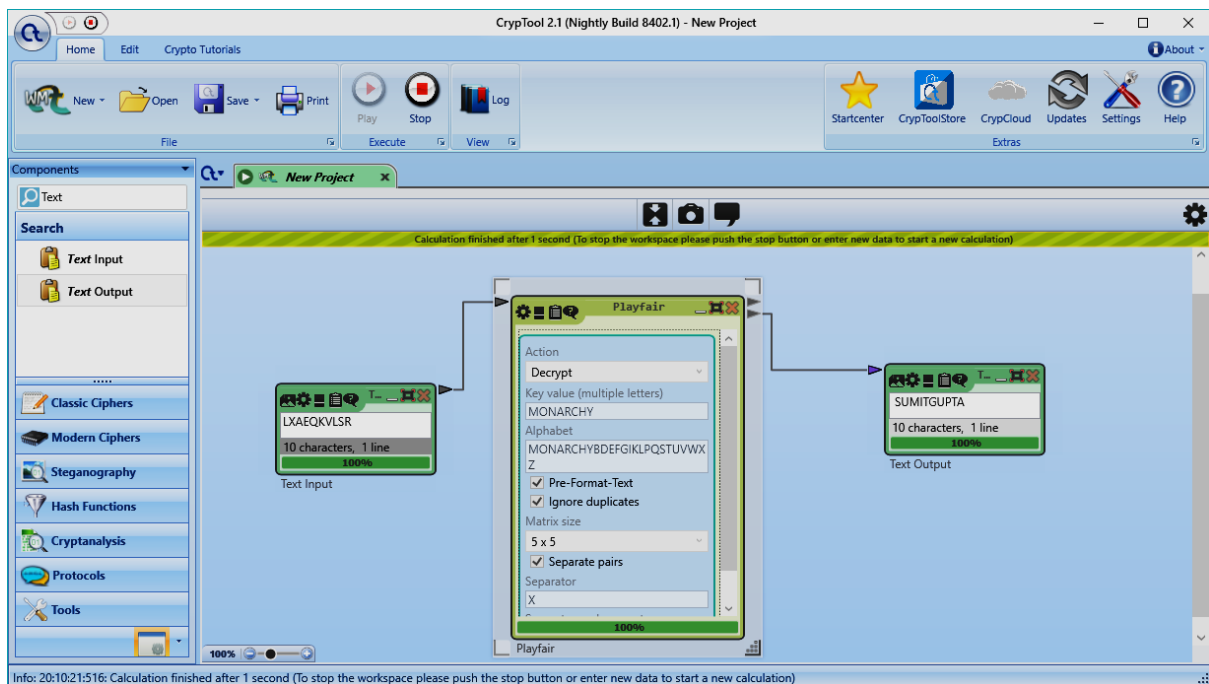 CrypTool 2.1 (Nightly Build 8402.1) - New Project
Home Edit Crypto Tutorials About
New Open Save Print Play Stop Log Startcenter CrypToolStore CrypCloud Updates Settings Help
File Execute View Extras
Components
Text
New Project
Search
Calculation finished after 1 second (To stop the workspace please push the stop button or enter new data to start a new calculation)
Text Input
Text Output
Classic Ciphers
Modern Ciphers
Steganography
Hash Functions
Cryptanalysis
Protocols
Tools
T...
LXAEQKVLSR
10 characters, 1 line
100%
Text Input
Playfair
Action
Decrypt
Key value (multiple letters)
MONARCHY
Alphabet
MONARCHYBDEFGIKLPQSTUVWX
Z
Pre-Format-Text
Ignore duplicates
Matrix size
5 x 5
Separate pairs
Separator
X
100%
Playfair
T...
SUMITGUPTA
10 characters, 1 line
100%
Text Output
100%
Info: 20:10:21:516: Calculation finished after 1 second (To stop the workspace please push the stop button or enter new data to start a new calculation)